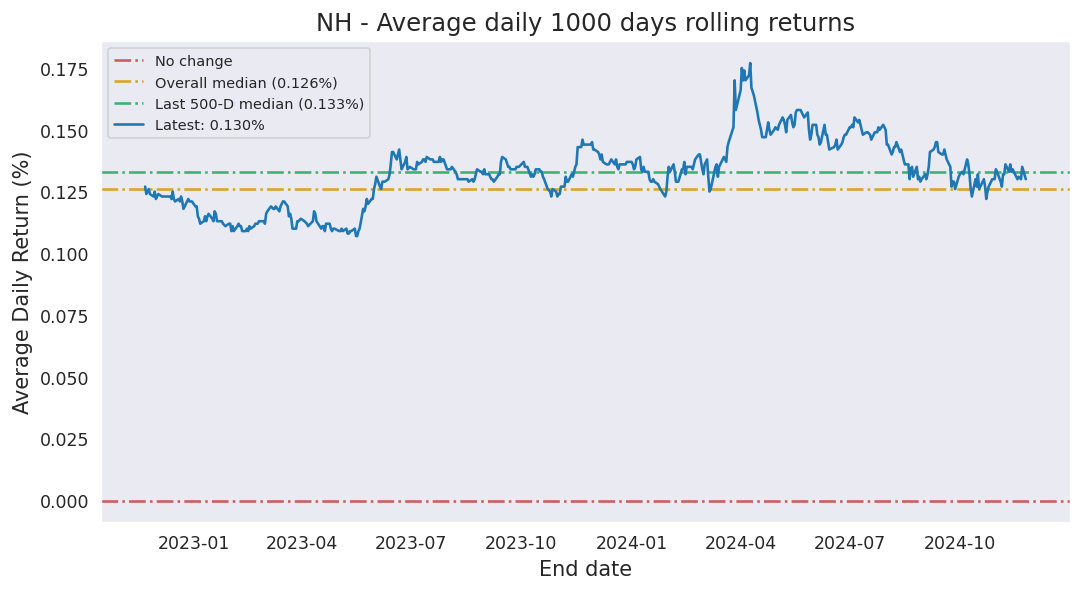 NH - Average daily 1000 days rolling returns
No change
Overall median (0.126%)
Last 500-D median (0.133%)
Latest: 0.130%
Average Daily Return (%)
0.175
0.150
0.125
0.100
0.075
0.050
0.025
0.000
2023-01 2023-04 2023-07 2023-10 2024-01 2024-04 2024-07 2024-10
End date